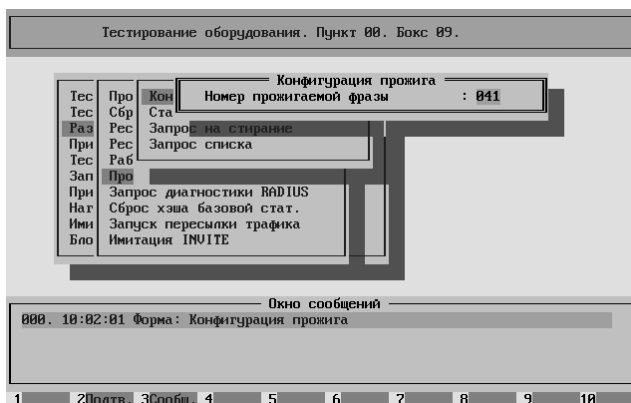 Тестирование оборудования. Пункт 00. Бокс 09.
Конфигурация прожига
Тес Про Кон Номер прожигаемой фразы : 041
Тес Сбр Ста
Раз Рес Запрос на стирание
При Рес Запрос списка
Тес Раб
Зап Про
При Запрос диагностики RADIUS
Наг Сброс хэша базовой стат.
Ими Запуск пересылки трафика
Бло Имитация INVITE
Окно сообщений
000. 10:02:01 Форма: Конфигурация прожига
1 2Подтв. 3Сообщ. 4 5 6 7 8 9 10